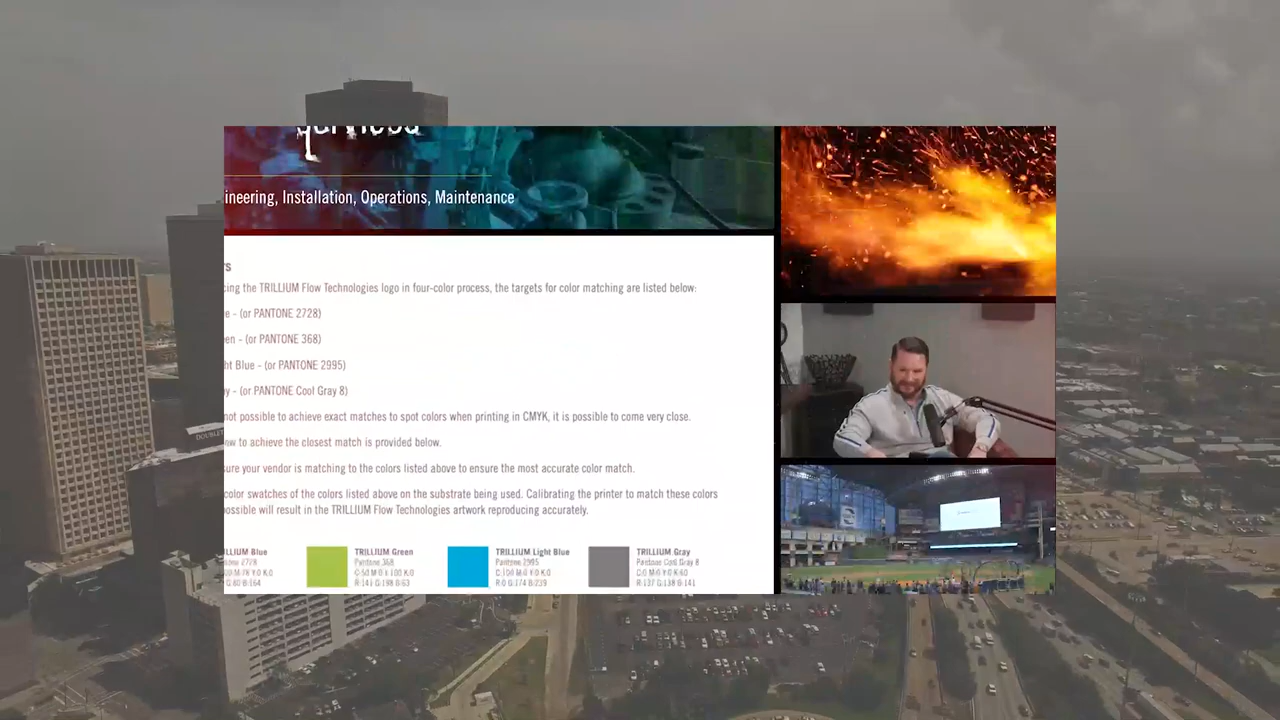 ineering, Installation, Operations, Maintenance
rs
cing the TRILLIUM Flow Technologies logo in four-color process, the targets for color matching are listed below:
e - (or PANTONE 2728)
en - (or PANTONE 368)
ht Blue - (or PANTONE 2995)
y - (or PANTONE Cool Gray 8)
not possible to achieve exact matches to spot colors when printing in CMYK, it is possible to come very close.
ow to achieve the closest match is provided below.
sure your vendor is matching to the colors listed above to ensure the most accurate color match.
color swatches of the colors listed above on the substrate being used. Calibrating the printer to match these colors
possible will result in the TRILLIUM Flow Technologies artwork reproducing accurately.
LLIUM Blue
TRILLIUM Green
Pantone 368
TRILLIUM Light Blue
Pantone 2995
TRILLIUM Gray
Pantone Cool Gray 8